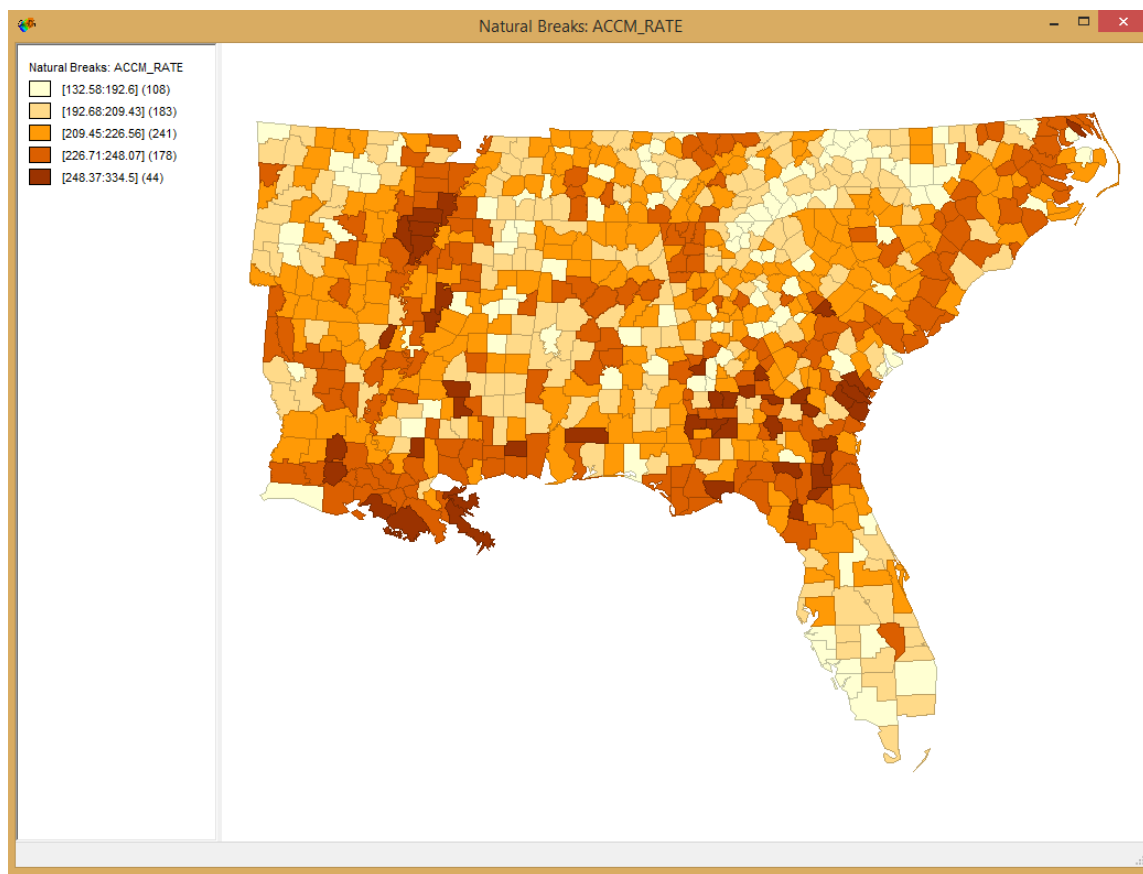 Natural Breaks: ACCM_RATE
Natural Breaks: ACCM_RATE
[132.58:192.6] (108)
[192.68:209.43] (183)
[209.45:226.56] (241)
[226.71:248.07] (178)
[248.37:334.5] (44)